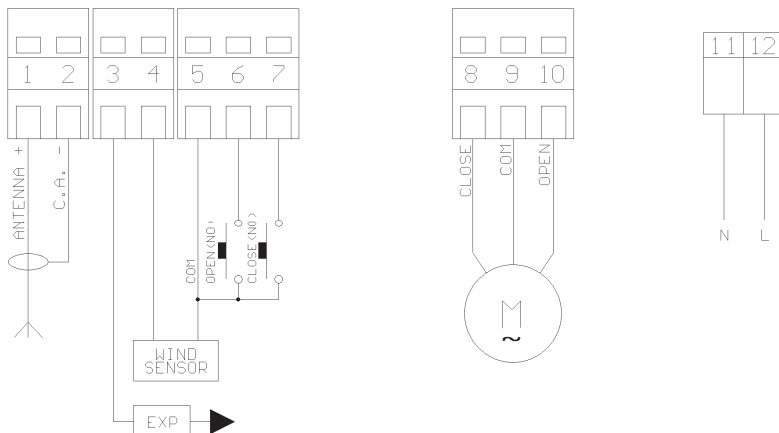 1 2 3 4 5 6 7 8 9 10 11 12
ANTENNA +
C.A. -
COM
OPEN(NO)
CLOSE(NO)
CLOSE
COM
OPEN
N L
WIND
SENSOR
EXP
M
~